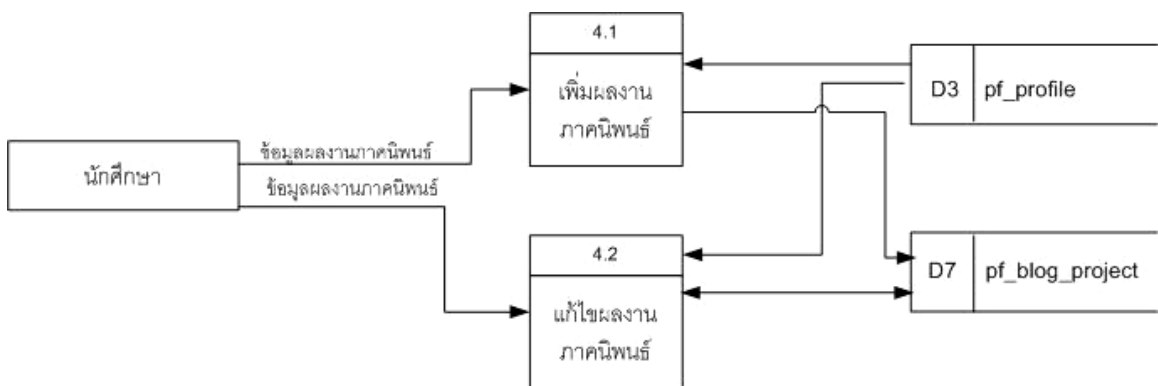 4.1
เพิ่มผลงาน
ภาคนิพนธ์
D3 pf_profile
นักศึกษา
ข้อมูลผลงานภาคนิพนธ์
ข้อมูลผลงานภาคนิพนธ์
4.2
แก้ไขผลงาน
ภาคนิพนธ์
D7 pf_blog_project